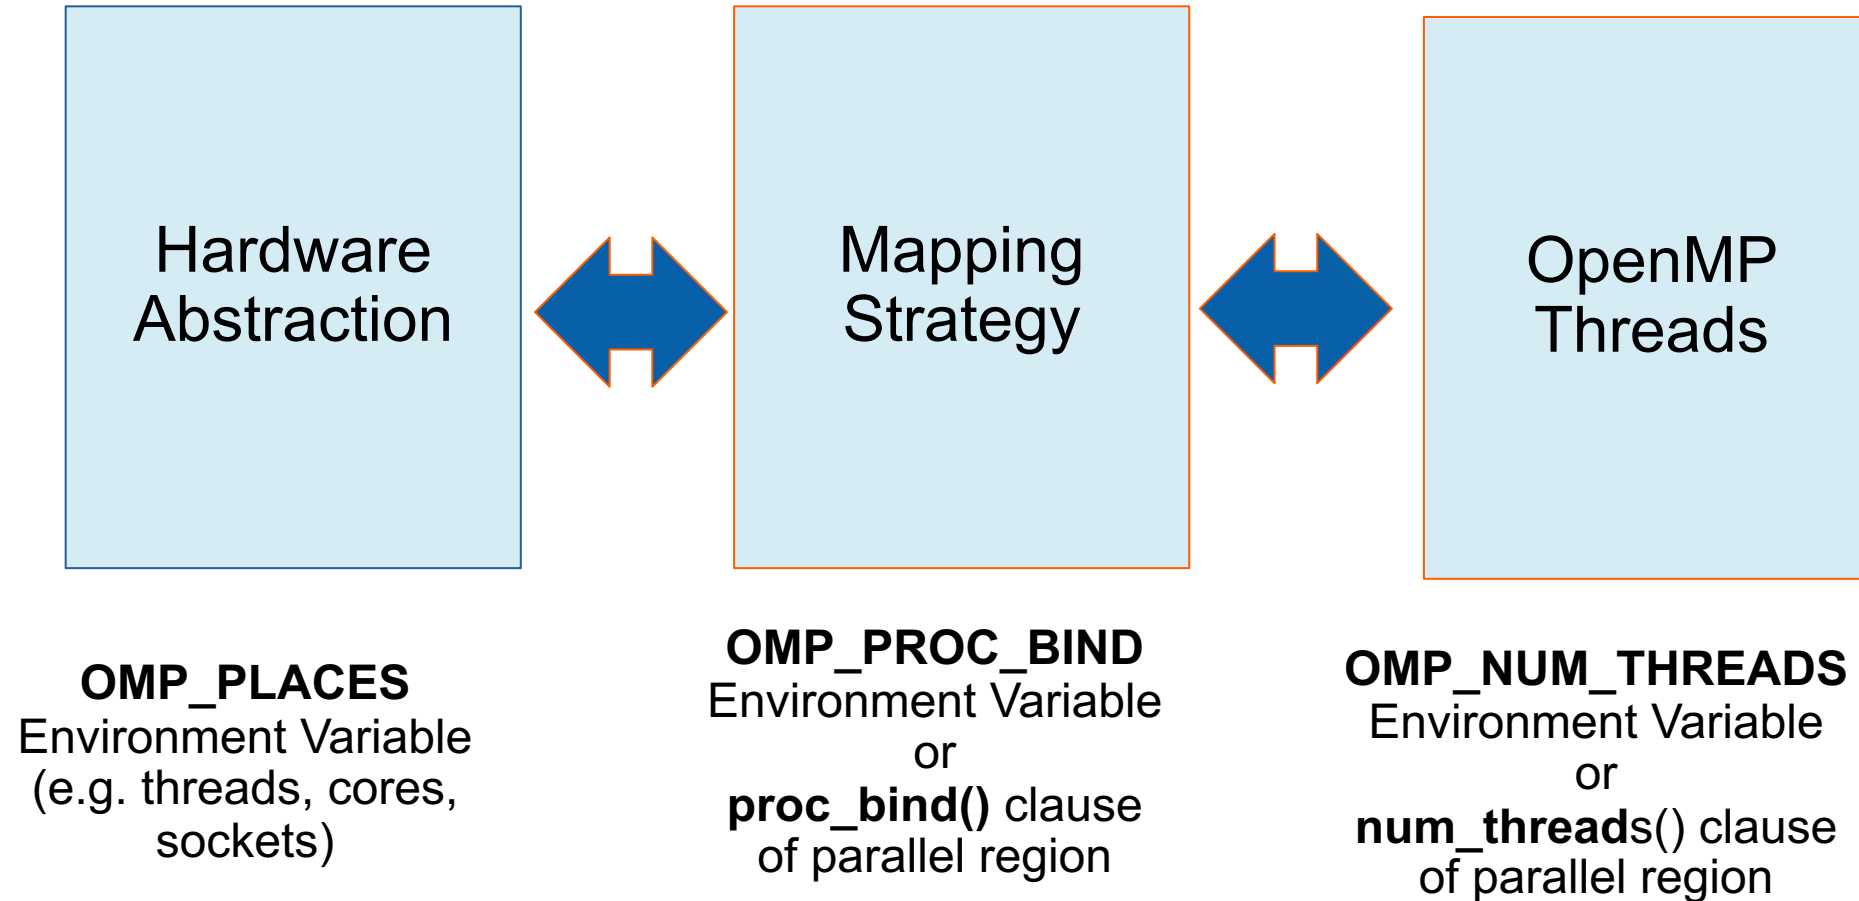 Hardware
Abstraction
Mapping
Strategy
OpenMP
Threads
OMP_PLACES
Environment Variable
(e.g. threads, cores,
sockets)
OMP_PROC_BIND
Environment Variable
or
proc_bind() clause
of parallel region
OMP_NUM_THREADS
Environment Variable
or
num_threads() clause
of parallel region